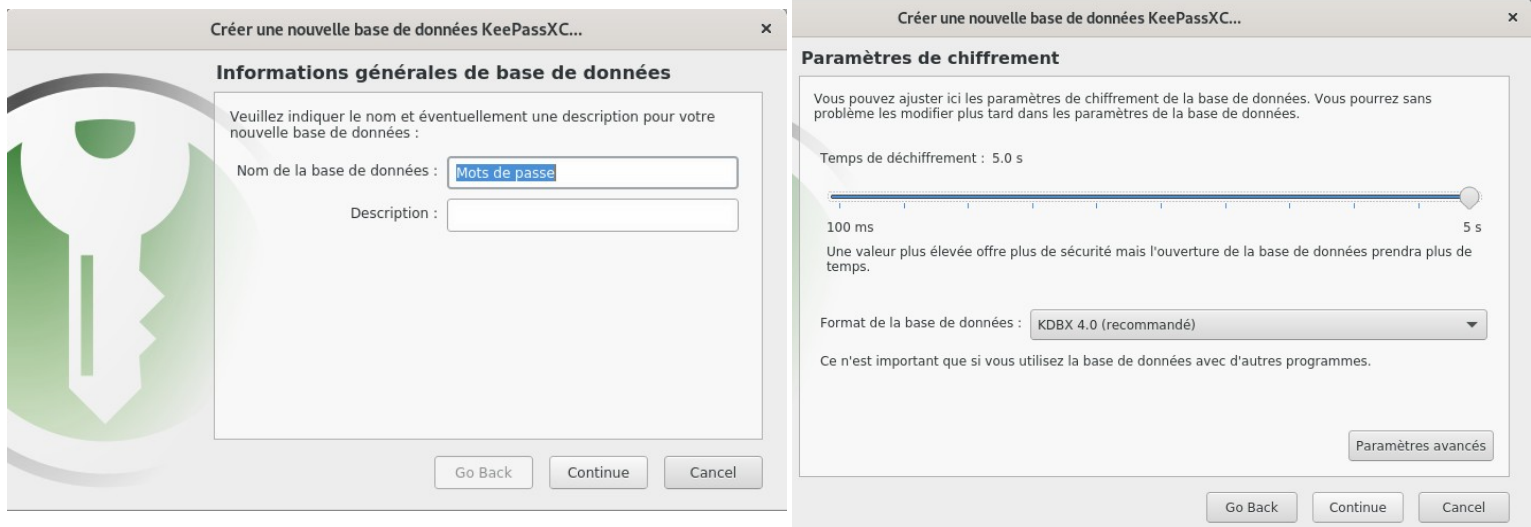 Créer une nouvelle base de données KeePassXC...
Informations générales de base de données
Veuillez indiquer le nom et éventuellement une description pour votre
nouvelle base de données :
Nom de la base de données : Mots de passe
Description :
Go Back Continue Cancel
Créer une nouvelle base de données KeePassXC...
Paramètres de chiffrement
Vous pouvez ajuster ici les paramètres de chiffrement de la base de données. Vous pourrez sans
problème les modifier plus tard dans les paramètres de la base de données.
Temps de déchiffrement : 5.0 s
100 ms 5 s
Une valeur plus élevée offre plus de sécurité mais l'ouverture de la base de données prendra plus de
temps.
Format de la base de données : KDBX 4.0 (recommandé)
Ce n'est important que si vous utilisez la base de données avec d'autres programmes.
Paramètres avancés
Go Back Continue Cancel